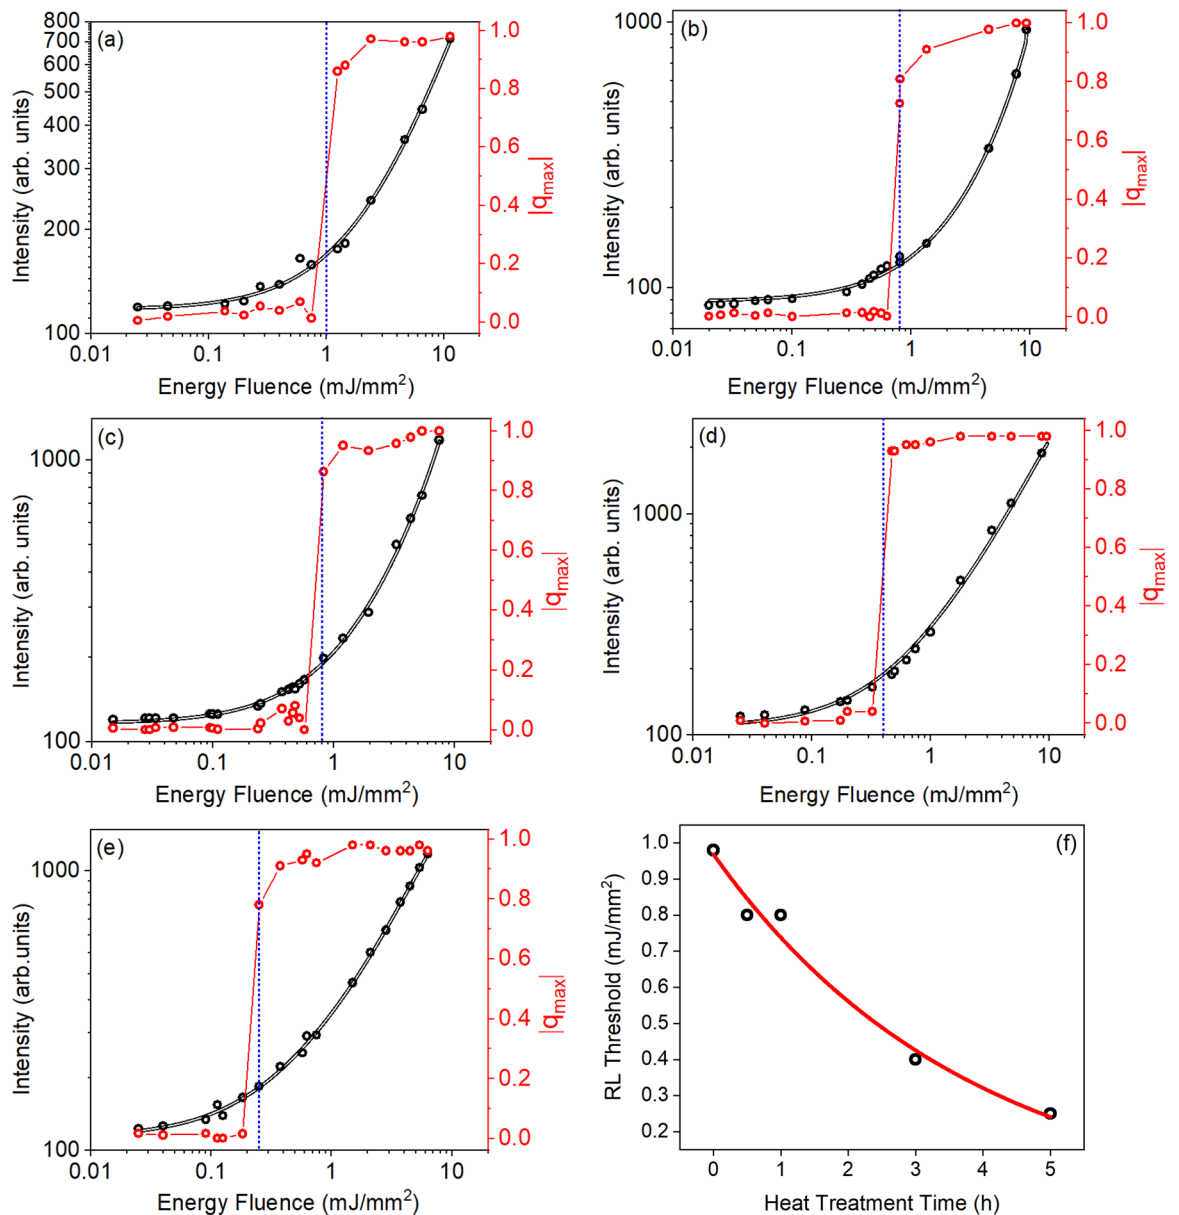 (a)
800
700
600
500
400
300
200
100
Intensity (arb. units)
0.01 0.1 1 10
Energy Fluence (mJ/mm²)
1.0
0.8
0.6
0.4
0.2
0.0
|qmax|
(b)
1000
100
Intensity (arb. units)
0.01 0.1 1 10
Energy Fluence (mJ/mm²)
1.0
0.8
0.6
0.4
0.2
0.0
|qmax|
(c)
1000
100
Intensity (arb. units)
0.01 0.1 1 10
Energy Fluence (mJ/mm²)
1.0
0.8
0.6
0.4
0.2
0.0
|qmax|
(d)
1000
100
Intensity (arb. units)
0.01 0.1 1 10
Energy Fluence (mJ/mm²)
1.0
0.8
0.6
0.4
0.2
0.0
|qmax|
(e)
1000
100
Intensity (arb.units)
0.01 0.1 1 10
Energy Fluence (mJ/mm²)
1.0
0.8
0.6
0.4
0.2
0.0
|qmax|
(f)
1.0
0.9
0.8
0.7
0.6
0.5
0.4
0.3
0.2
RL Threshold (mJ/mm²)
0 1 2 3 4 5
Heat Treatment Time (h)